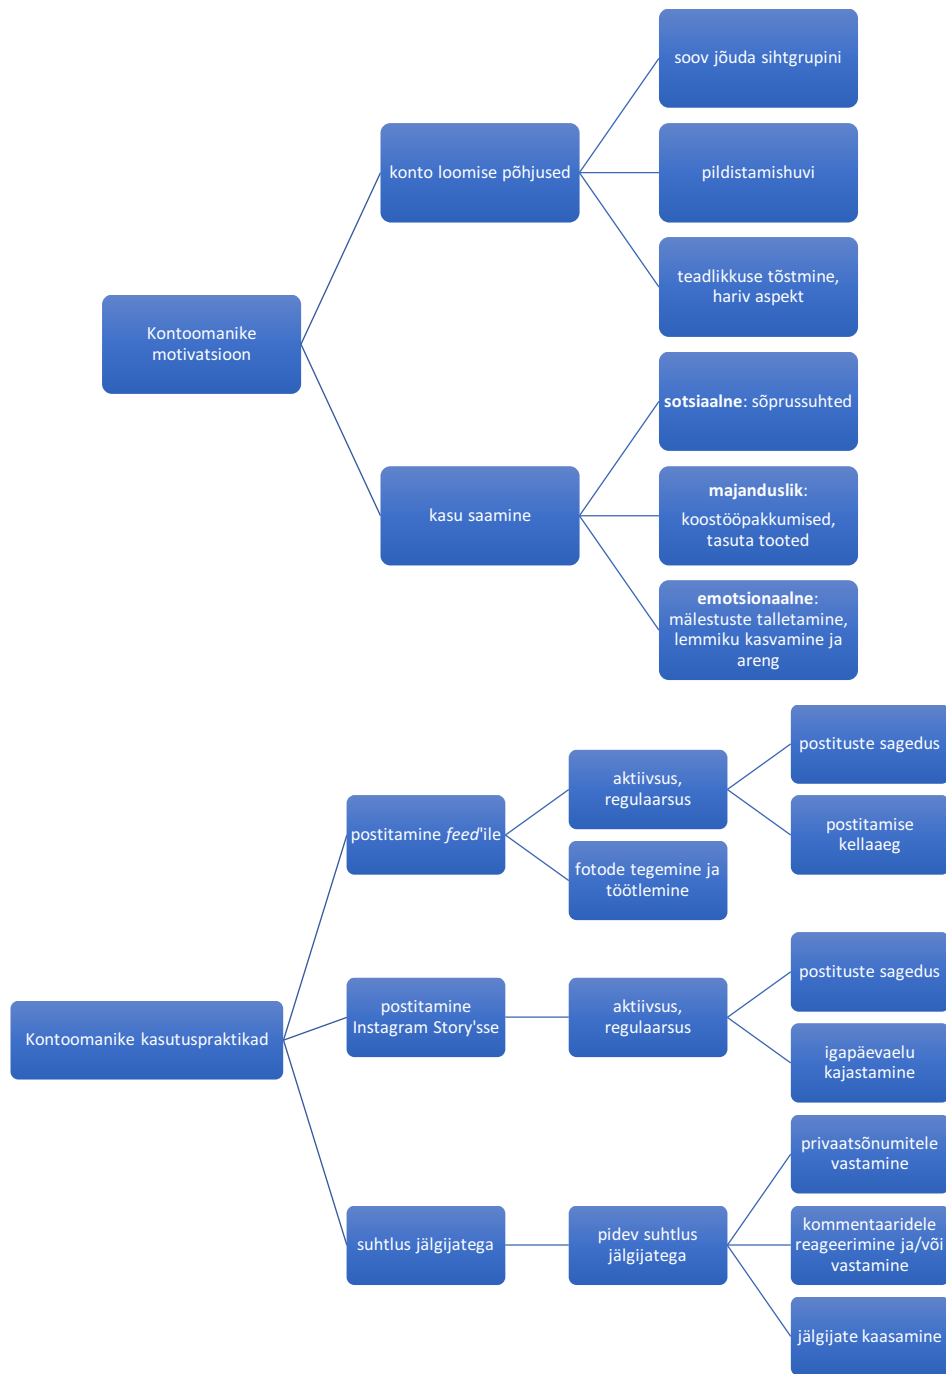 Kontoomanike
motivatsioon
konto loomise põhjused
soov jõuda sihtgrupini
pildistamishuvi
teadlikkuse tõstmine,
hariv aspekt
kasu saamine
sotsiaalne: sõprussuhted
majanduslik:
koostööpakkumised,
tasuta tooted
emotsionaalne:
mälestuste talletamine,
lemmiku kasvamine ja
areng
Kontoomanike kasutuspraktikad
postitamine feed'ile
aktiivsus,
regulaarsus
postituste sagedus
postitamise
kellaaeg
fotode tegemine ja
töötlemine
postitamine
Instagram Story'sse
aktiivsus,
regulaarsus
postituste sagedus
igapäevaelu
kajastamine
suhtlus jälgijatega
pidev suhtlus
jälgijatega
privaatsõnumitele
vastamine
kommentaaridele
reageerimine ja/või
vastamine
jälgijate kaasamine